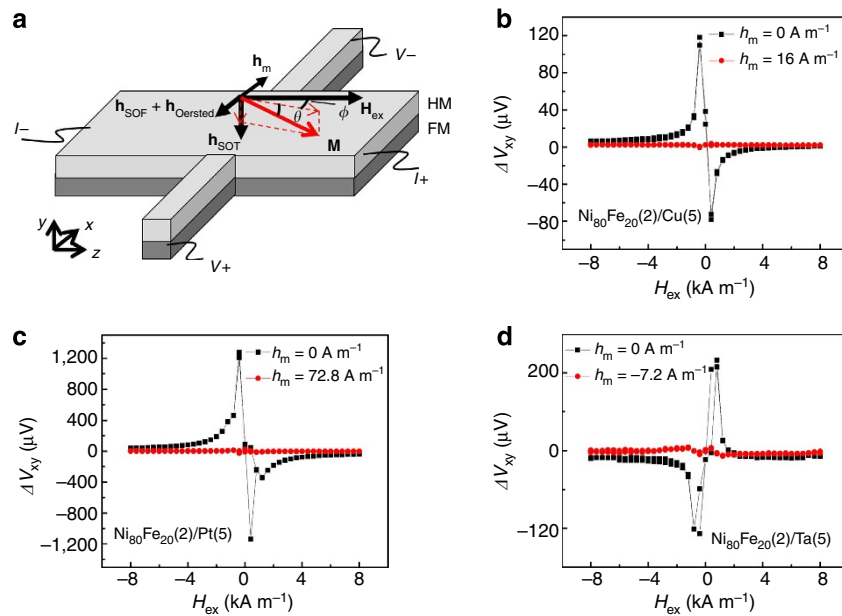 a
h_m
V−
h_SOF + h_Oersted
θ
ϕ
H_ex
HM
FM
I−
h_SOT
M
I+
y
x
z
V+
b
120
80
40
0
−40
−80
ΔV_xy (μV)
h_m = 0 A m⁻¹
h_m = 16 A m⁻¹
Ni₈₀Fe₂₀(2)/Cu(5)
−8 −4 0 4 8
H_ex (kA m⁻¹)
c
1,200
800
400
0
−400
−800
−1,200
ΔV_xy (μV)
h_m = 0 A m⁻¹
h_m = 72.8 A m⁻¹
Ni₈₀Fe₂₀(2)/Pt(5)
−8 −4 0 4 8
H_ex (kA m⁻¹)
d
200
0
−120
ΔV_xy (μV)
h_m = 0 A m⁻¹
h_m = −7.2 A m⁻¹
Ni₈₀Fe₂₀(2)/Ta(5)
−8 −4 0 4 8
H_ex (kA m⁻¹)